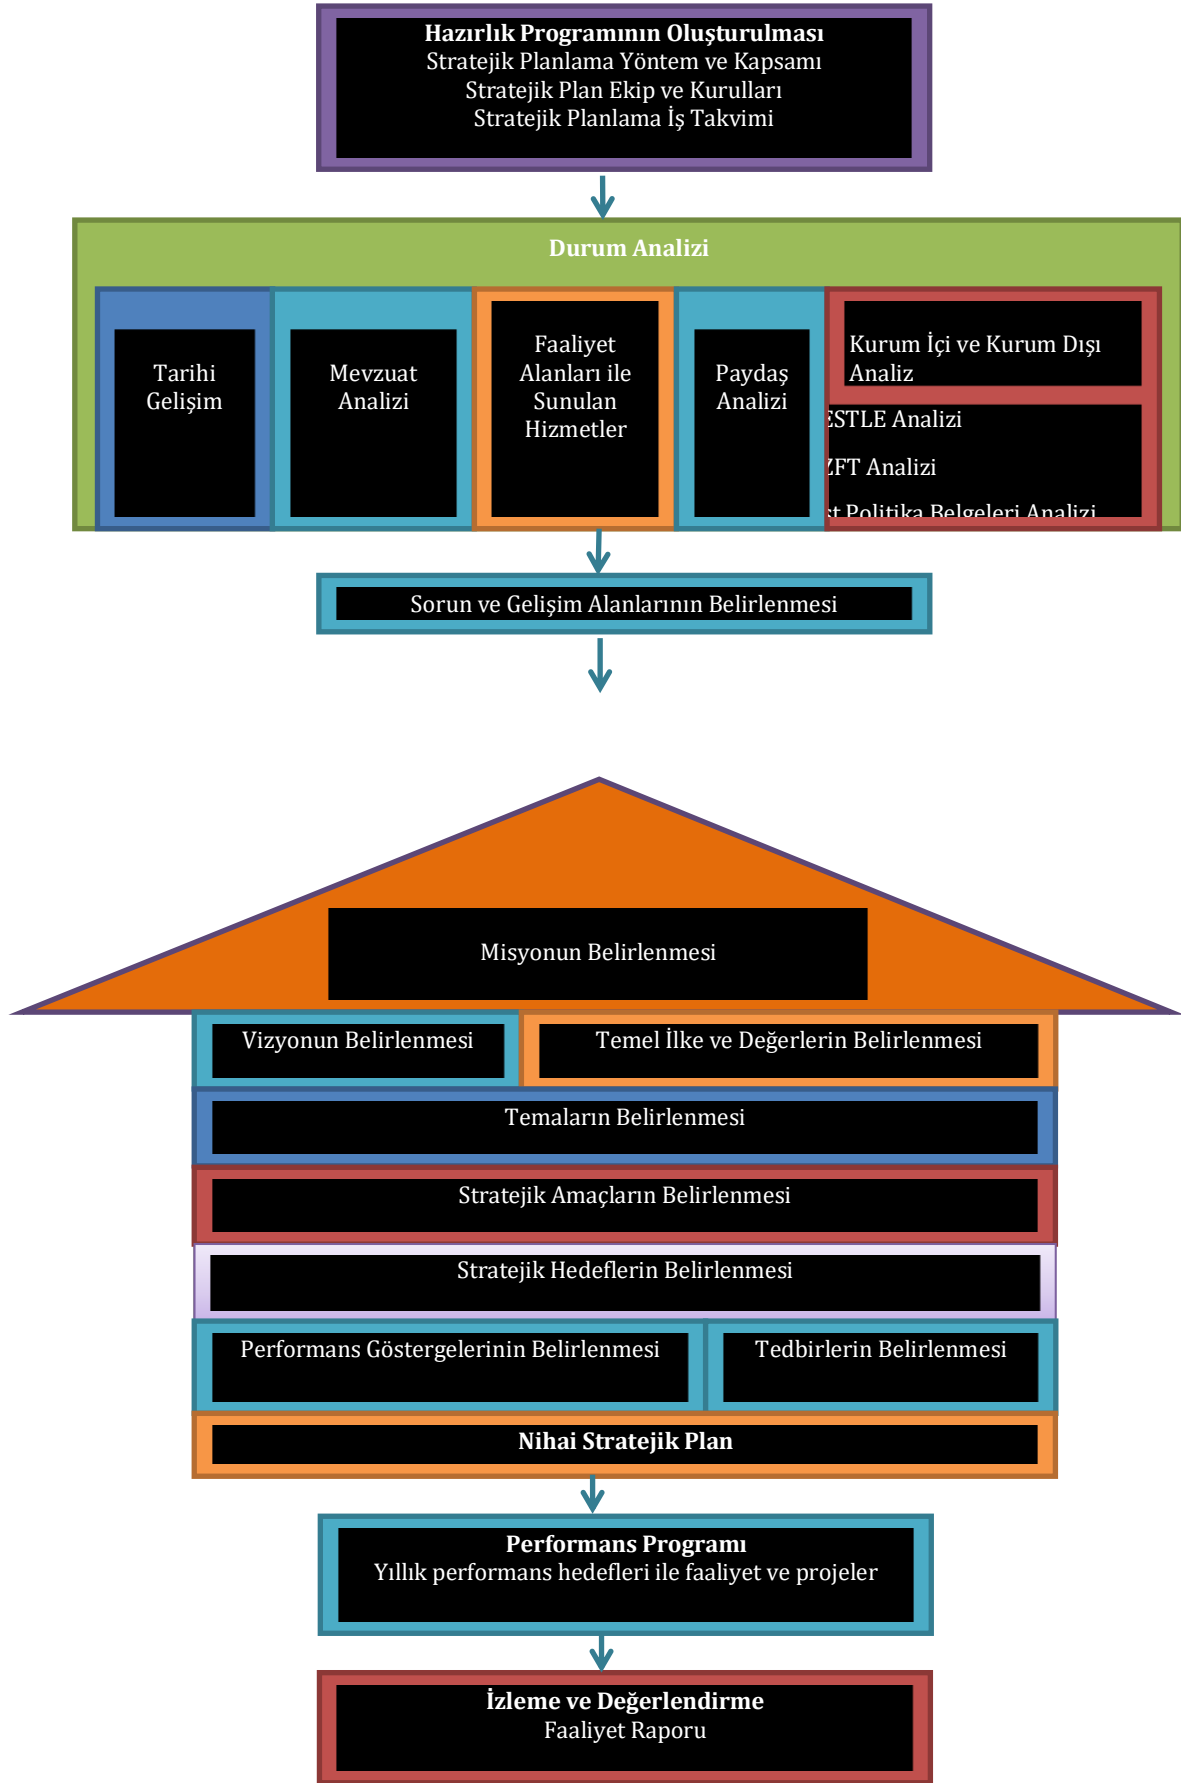 Hazırlık Programının Oluşturulması
Stratejik Planlama Yöntem ve Kapsamı
Stratejik Plan Ekip ve Kurulları
Stratejik Planlama İş Takvimi
Durum Analizi
Tarihi
Gelişim
Mevzuat
Analizi
Faaliyet
Alanları ile
Sunulan
Hizmetler
Paydaş
Analizi
Kurum İçi ve Kurum Dışı
Analiz
ESTLE Analizi
ZFT Analizi
st Politika Belgeleri Analizi
Sorun ve Gelişim Alanlarının Belirlenmesi
Misyonun Belirlenmesi
Vizyonun Belirlenmesi
Temel İlke ve Değerlerin Belirlenmesi
Temaların Belirlenmesi
Stratejik Amaçların Belirlenmesi
Stratejik Hedeflerin Belirlenmesi
Performans Göstergelerinin Belirlenmesi
Tedbirlerin Belirlenmesi
Nihai Stratejik Plan
Performans Programı
Yıllık performans hedefleri ile faaliyet ve projeler
İzleme ve Değerlendirme
Faaliyet Raporu